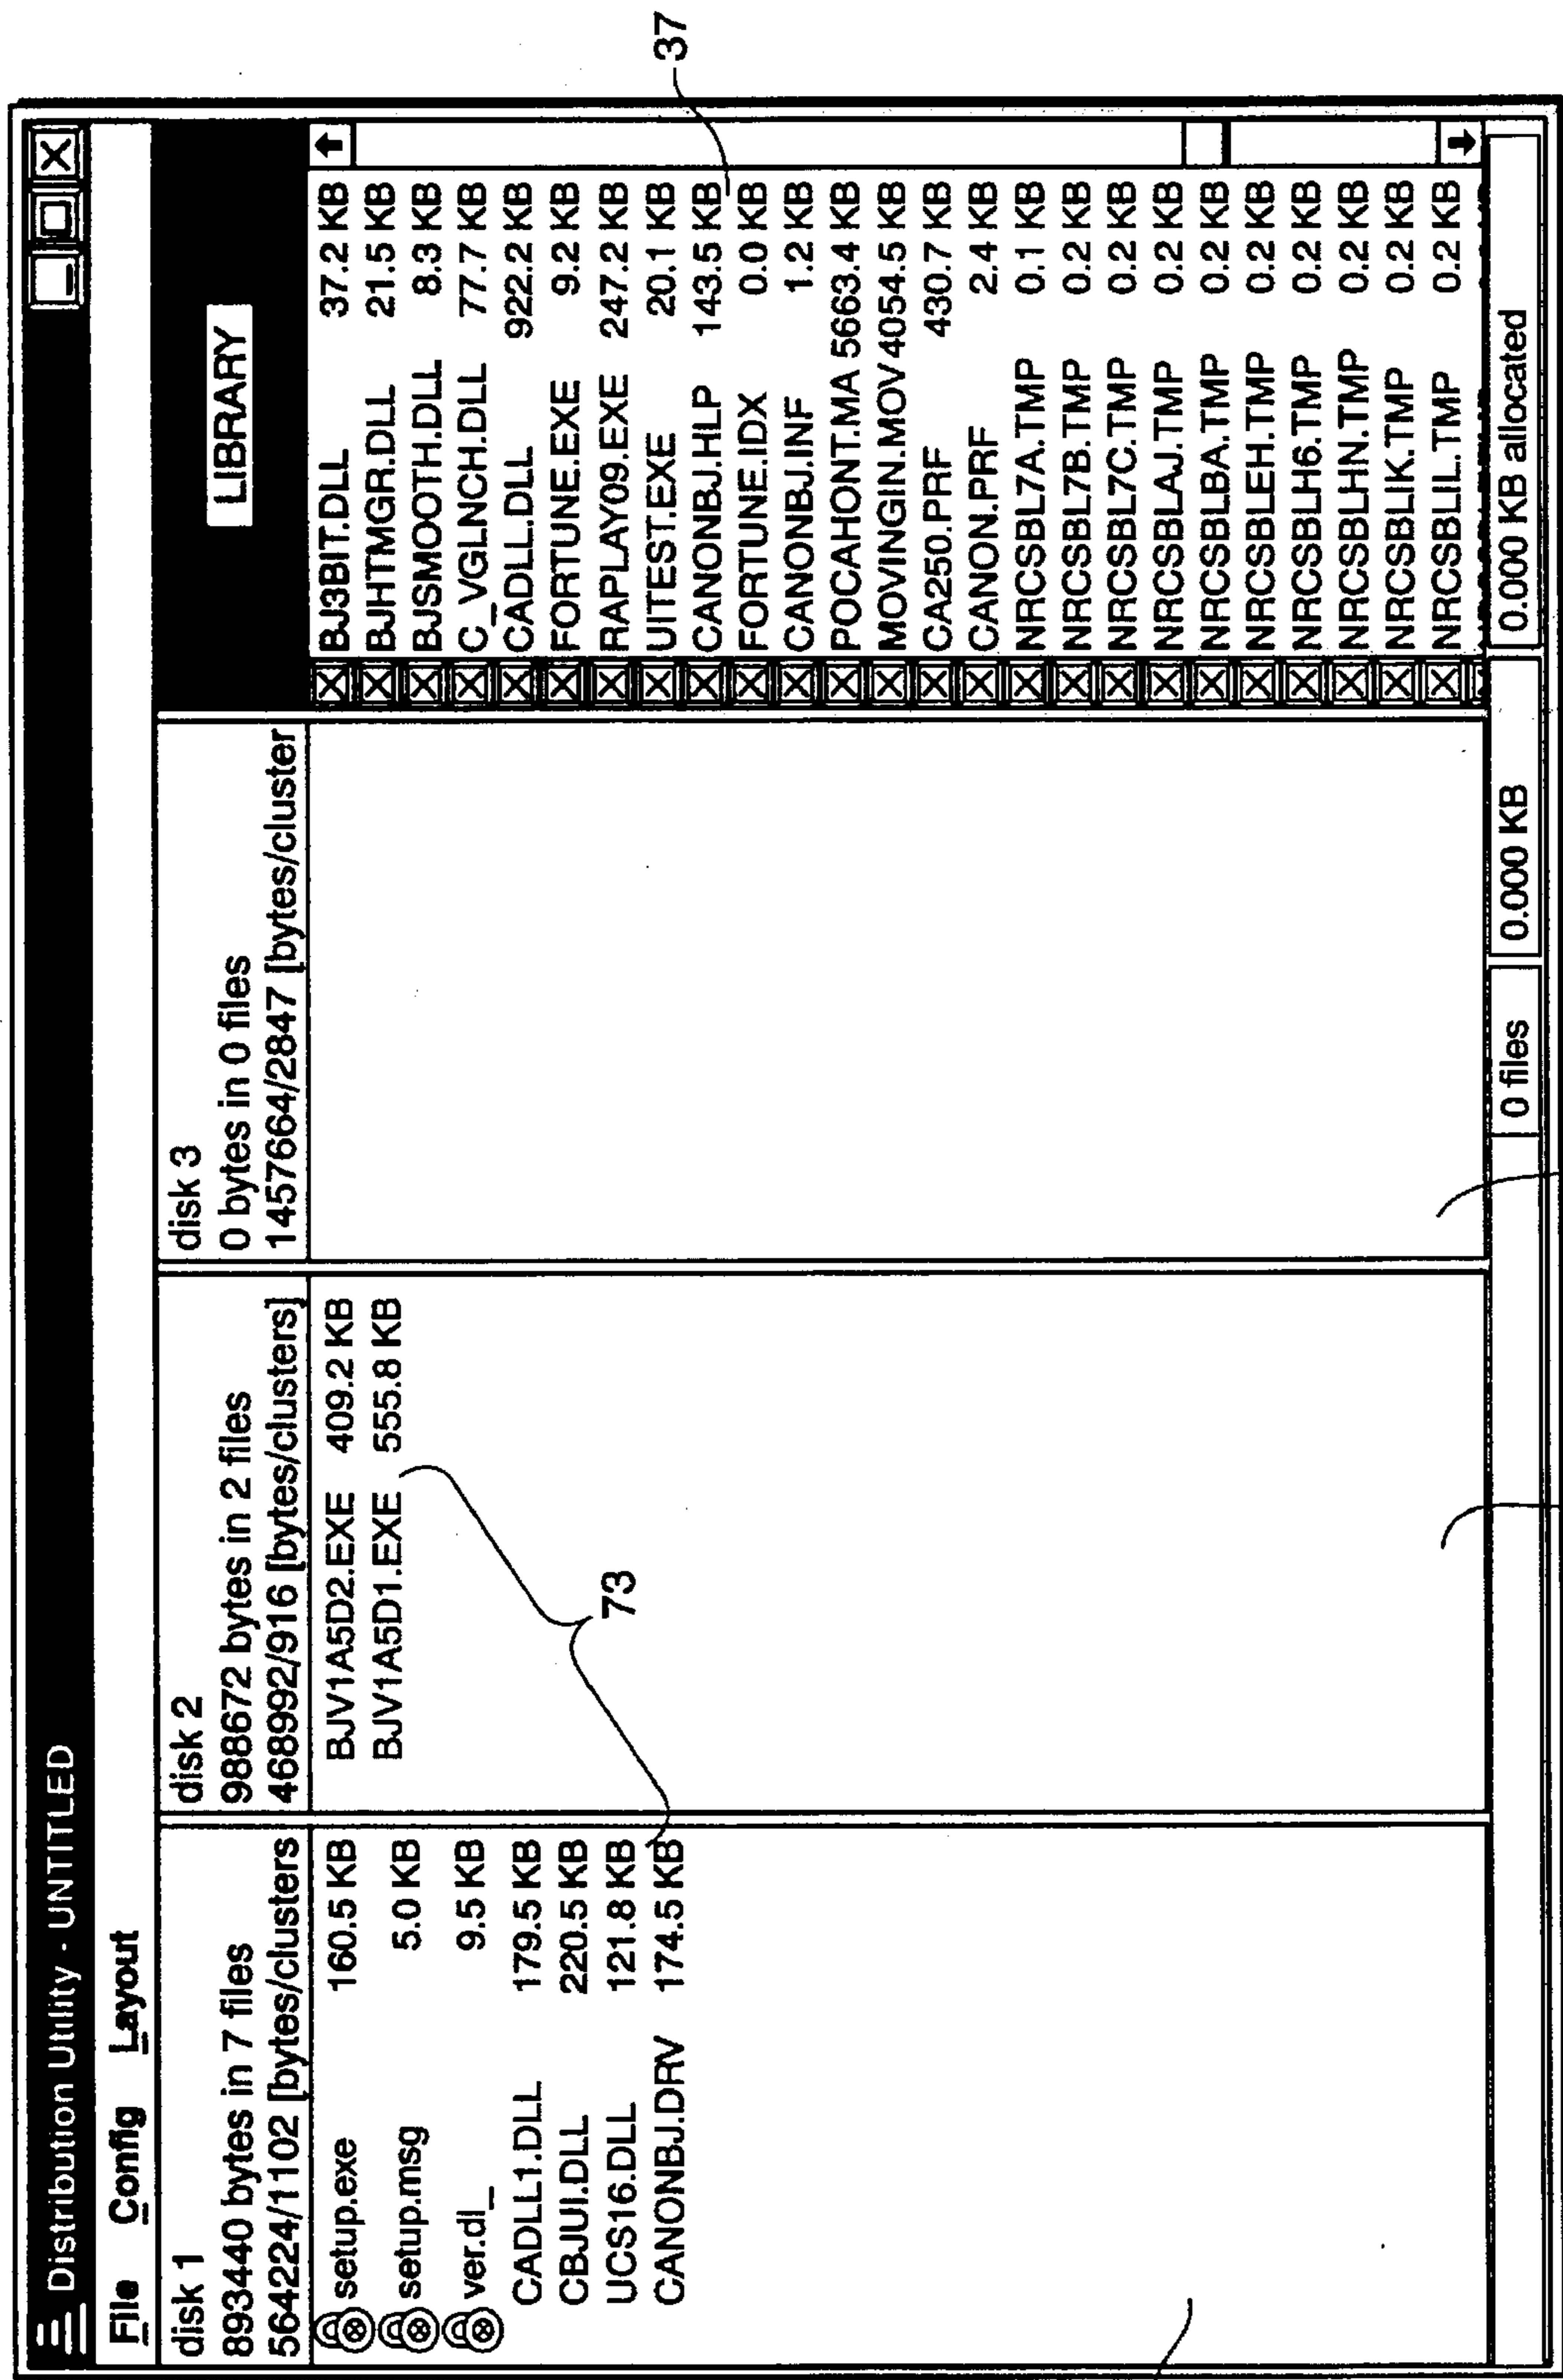 Distribution Utility - UNTITLED
File Config Layout
disk 1
893440 bytes in 7 files
564224/1102 [bytes/clusters
setup.exe 160.5 KB
setup.msg 5.0 KB
ver.dl_ 9.5 KB
CADLL1.DLL 179.5 KB
CBJUI.DLL 220.5 KB
UCS16.DLL 121.8 KB
CANONBJ.DRV 174.5 KB
disk 2
988672 bytes in 2 files
468992/916 [bytes/clusters]
BJV1A5D2.EXE 409.2 KB
BJV1A5D1.EXE 555.8 KB
73
disk 3
0 bytes in 0 files
1457664/2847 [bytes/cluster
LIBRARY
BJ3BIT.DLL 37.2 KB
BJHTMGR.DLL 21.5 KB
BJSMOOTH.DLL 8.3 KB
C_VGLNCH.DLL 77.7 KB
CADLL.DLL 922.2 KB
FORTUNE.EXE 9.2 KB
RAPLAY09.EXE 247.2 KB
UITEST.EXE 20.1 KB
CANONBJ.HLP 143.5 KB
FORTUNE.IDX 0.0 KB
CANONBJ.INF 1.2 KB
POCAHONT.MA 5663.4 KB
MOVINGIN.MOV 4054.5 KB
CA250.PRF 430.7 KB
CANON.PRF 2.4 KB
NRCSBL7A.TMP 0.1 KB
NRCSBL7B.TMP 0.2 KB
NRCSBL7C.TMP 0.2 KB
NRCSBLAJ.TMP 0.2 KB
NRCSBLBA.TMP 0.2 KB
NRCSBLEH.TMP 0.2 KB
NRCSBLH6.TMP 0.2 KB
NRCSBLHN.TMP 0.2 KB
NRCSBLIK.TMP 0.2 KB
NRCSBLIL.TMP 0.2 KB
37
0 files 0.000 KB 0.000 KB allocated